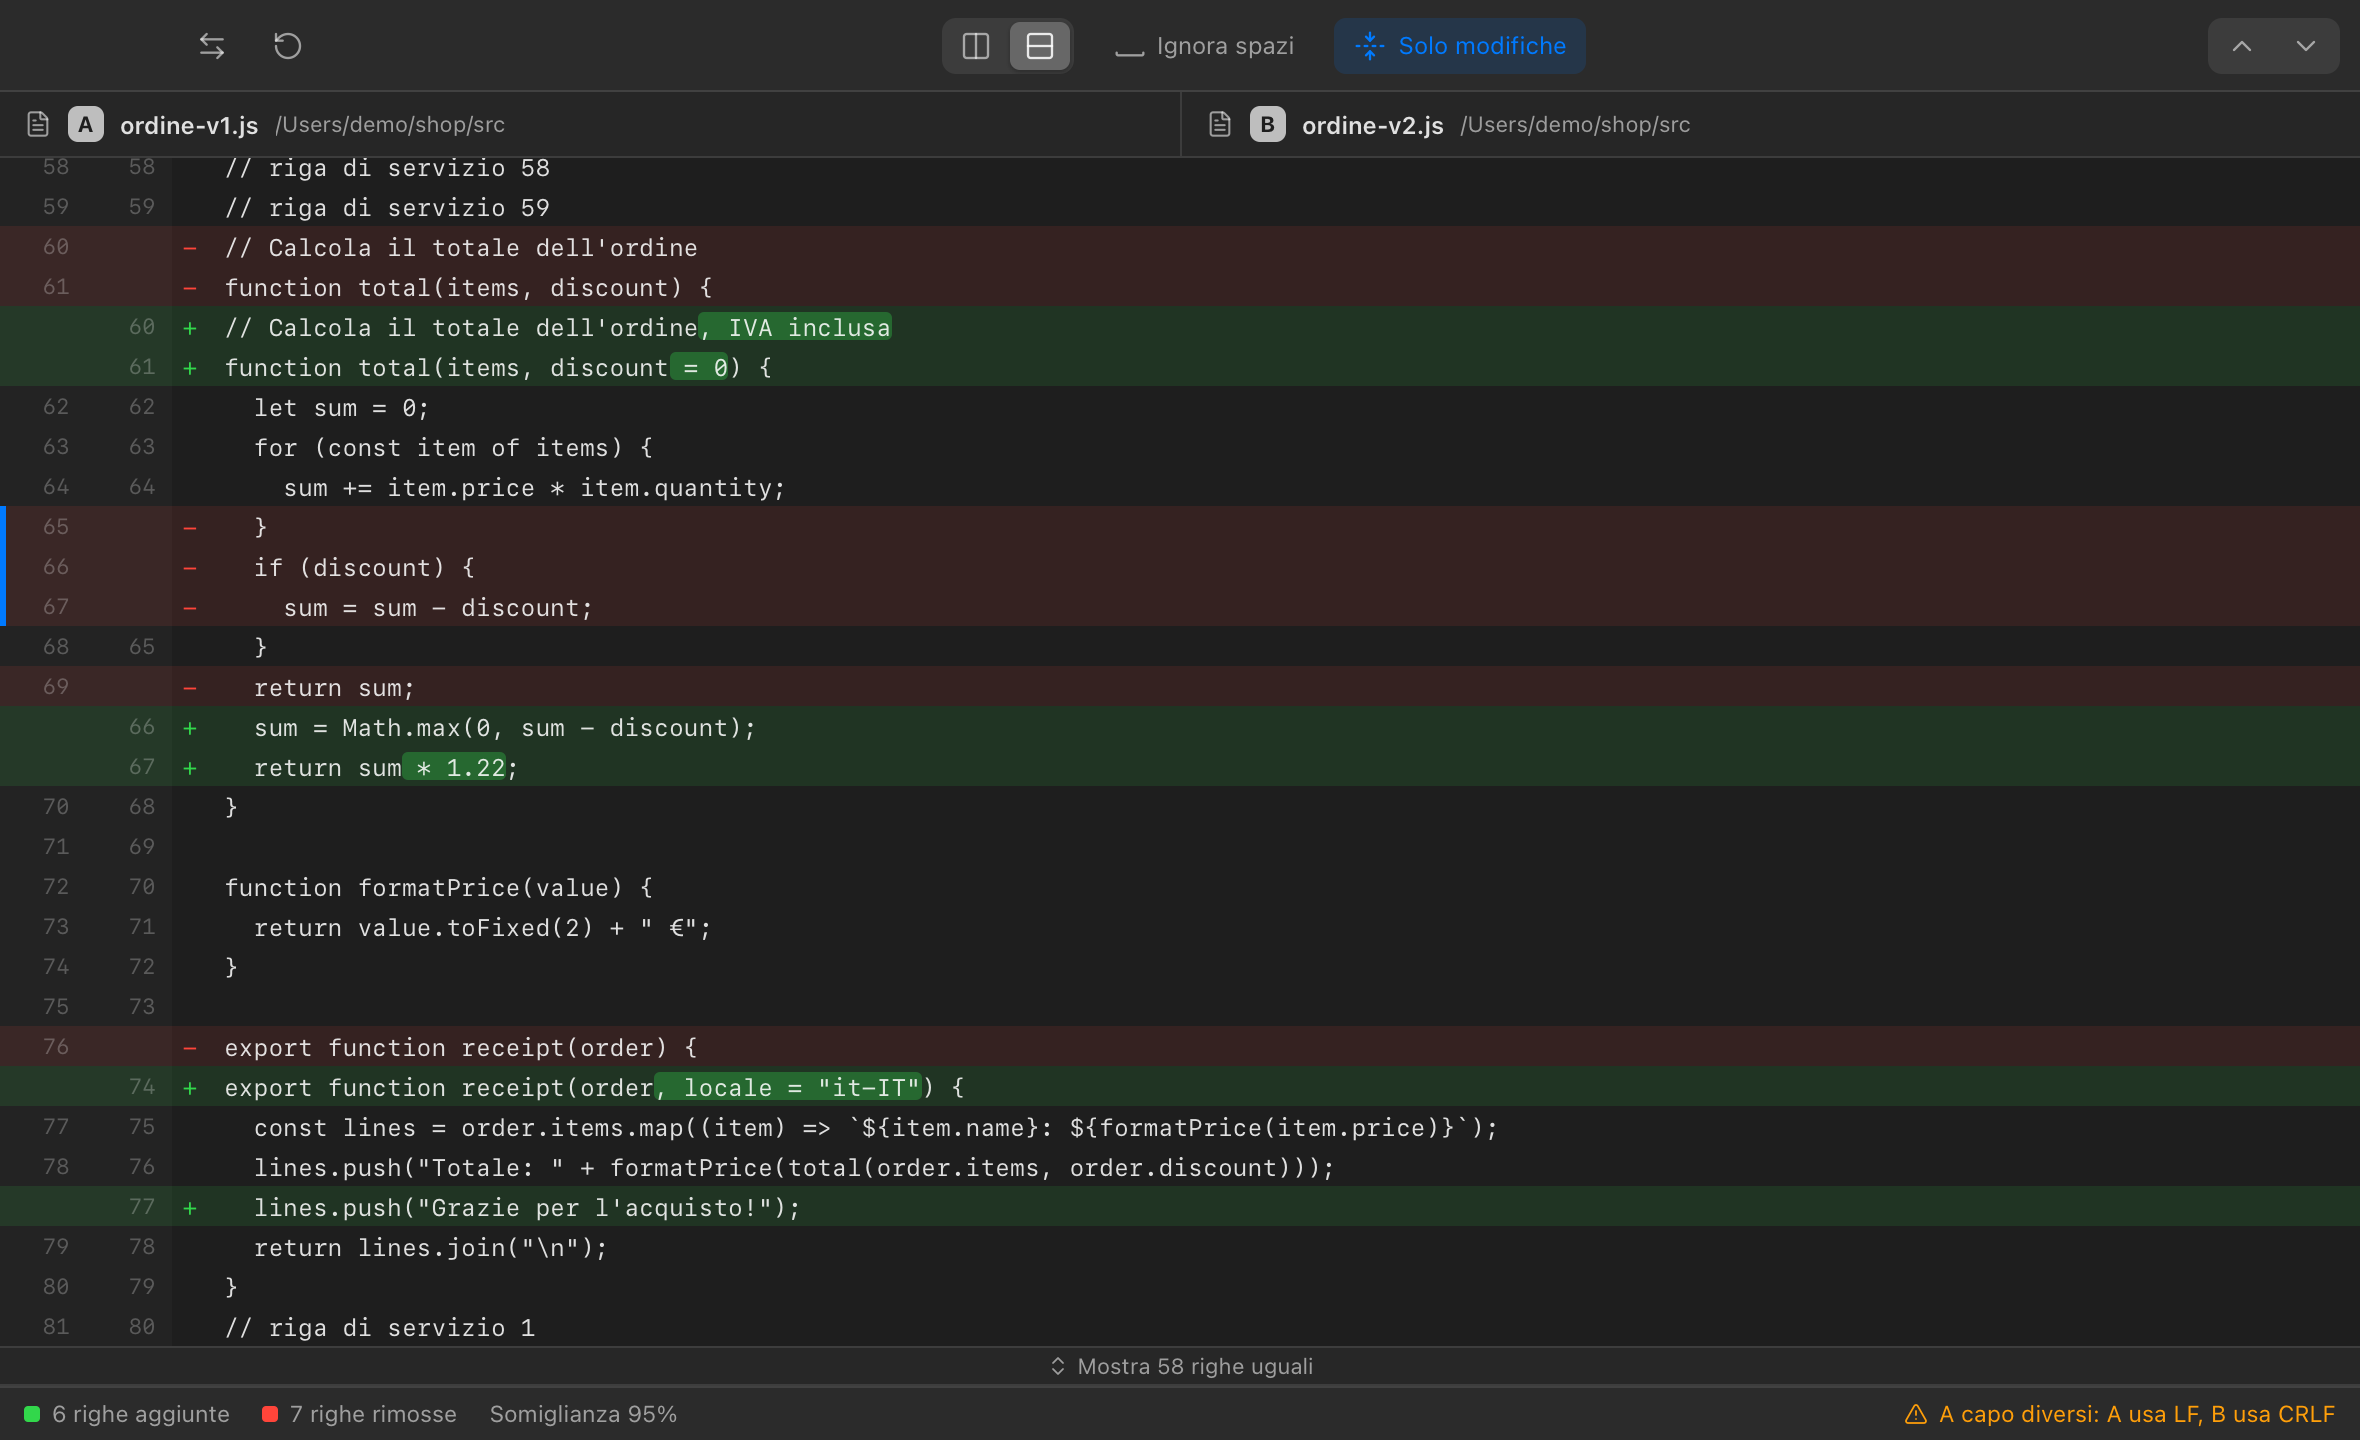 Ignora spazi
Solo modifiche
A ordine-v1.js /Users/demo/shop/src
B ordine-v2.js /Users/demo/shop/src
58 58 // riga di servizio 58
59 59 // riga di servizio 59
60 − // Calcola il totale dell'ordine
61 − function total(items, discount) {
60 + // Calcola il totale dell'ordine, IVA inclusa
61 + function total(items, discount = 0) {
62 62 let sum = 0;
63 63 for (const item of items) {
64 64 sum += item.price * item.quantity;
65 − }
66 − if (discount) {
67 − sum = sum - discount;
68 65 }
69 − return sum;
66 + sum = Math.max(0, sum - discount);
67 + return sum * 1.22;
70 68 }
71 69
72 70 function formatPrice(value) {
73 71 return value.toFixed(2) + " €";
74 72 }
75 73
76 − export function receipt(order) {
74 + export function receipt(order, locale = "it-IT") {
77 75 const lines = order.items.map((item) => `${item.name}: ${formatPrice(item.price)}`);
78 76 lines.push("Totale: " + formatPrice(total(order.items, order.discount)));
77 + lines.push("Grazie per l'acquisto!");
79 78 return lines.join("\n");
80 79 }
81 80 // riga di servizio 1
Mostra 58 righe uguali
6 righe aggiunte 7 righe rimosse Somiglianza 95% A capo diversi: A usa LF, B usa CRLF